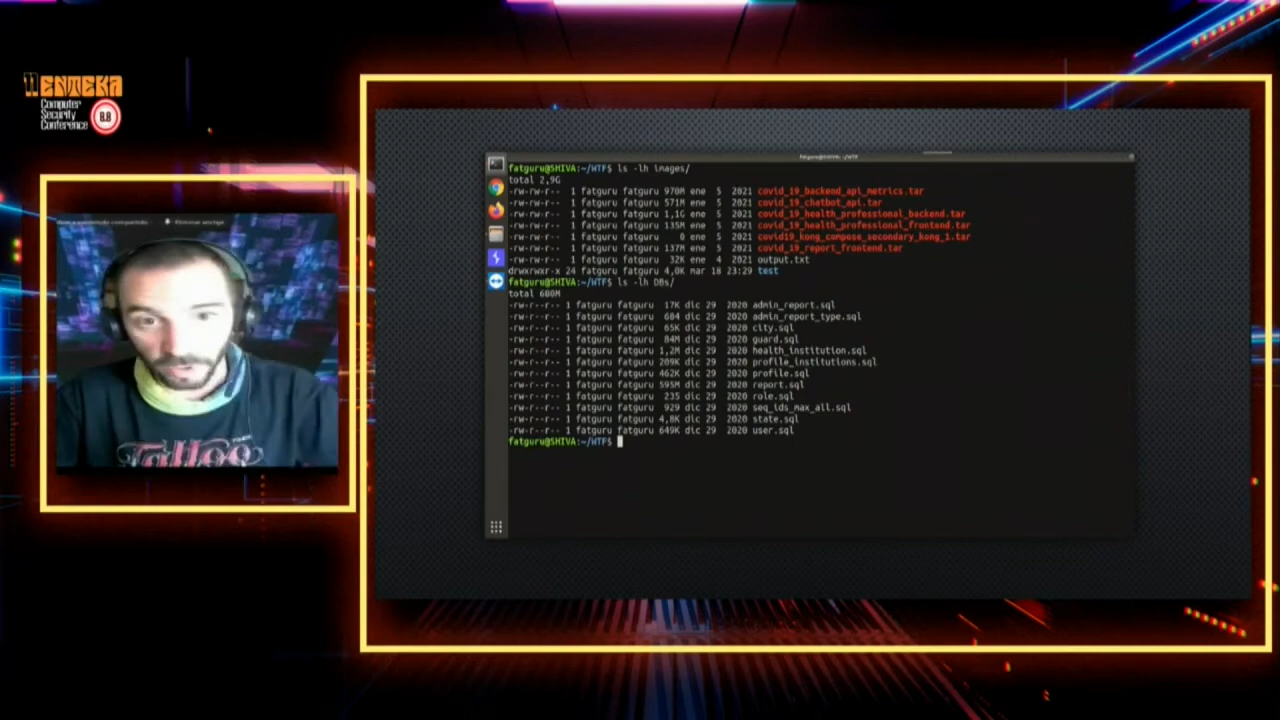 11 ENTEKA
Computer
Security
Conference
8.8
fatguru@SHIVA: ~/WTF
fatguru@SHIVA:~/WTF$ ls -lh images/
total 2,9G
-rw-rw-r-- 1 fatguru fatguru 970M ene 5 2021 covid_19_backend_api_metrics.tar
-rw-rw-r-- 1 fatguru fatguru 571M ene 5 2021 covid_19_chatbot_api.tar
-rw-rw-r-- 1 fatguru fatguru 1,1G ene 5 2021 covid_19_health_professional_backend.tar
-rw-rw-r-- 1 fatguru fatguru 135M ene 5 2021 covid_19_health_professional_frontend.tar
-rw-rw-r-- 1 fatguru fatguru 0 ene 5 2021 covid19_kong_compose_secondary_kong_1.tar
-rw-rw-r-- 1 fatguru fatguru 137M ene 5 2021 covid_19_report_frontend.tar
-rw-rw-r-- 1 fatguru fatguru 32K ene 4 2021 output.txt
drwxrwxr-x 24 fatguru fatguru 4,0K mar 18 23:29 test
fatguru@SHIVA:~/WTF$ ls -lh DBs/
total 680M
-rw-r--r-- 1 fatguru fatguru 17K dic 29 2020 admin_report.sql
-rw-r--r-- 1 fatguru fatguru 684 dic 29 2020 admin_report_type.sql
-rw-r--r-- 1 fatguru fatguru 65K dic 29 2020 city.sql
-rw-r--r-- 1 fatguru fatguru 84M dic 29 2020 guard.sql
-rw-r--r-- 1 fatguru fatguru 1,2M dic 29 2020 health_institution.sql
-rw-r--r-- 1 fatguru fatguru 209K dic 29 2020 profile_institutions.sql
-rw-r--r-- 1 fatguru fatguru 462K dic 29 2020 profile.sql
-rw-r--r-- 1 fatguru fatguru 595M dic 29 2020 report.sql
-rw-r--r-- 1 fatguru fatguru 235 dic 29 2020 role.sql
-rw-r--r-- 1 fatguru fatguru 929 dic 29 2020 seq_ids_max_all.sql
-rw-r--r-- 1 fatguru fatguru 4,8K dic 29 2020 state.sql
-rw-r--r-- 1 fatguru fatguru 649K dic 29 2020 user.sql
fatguru@SHIVA:~/WTF$
Tattoo